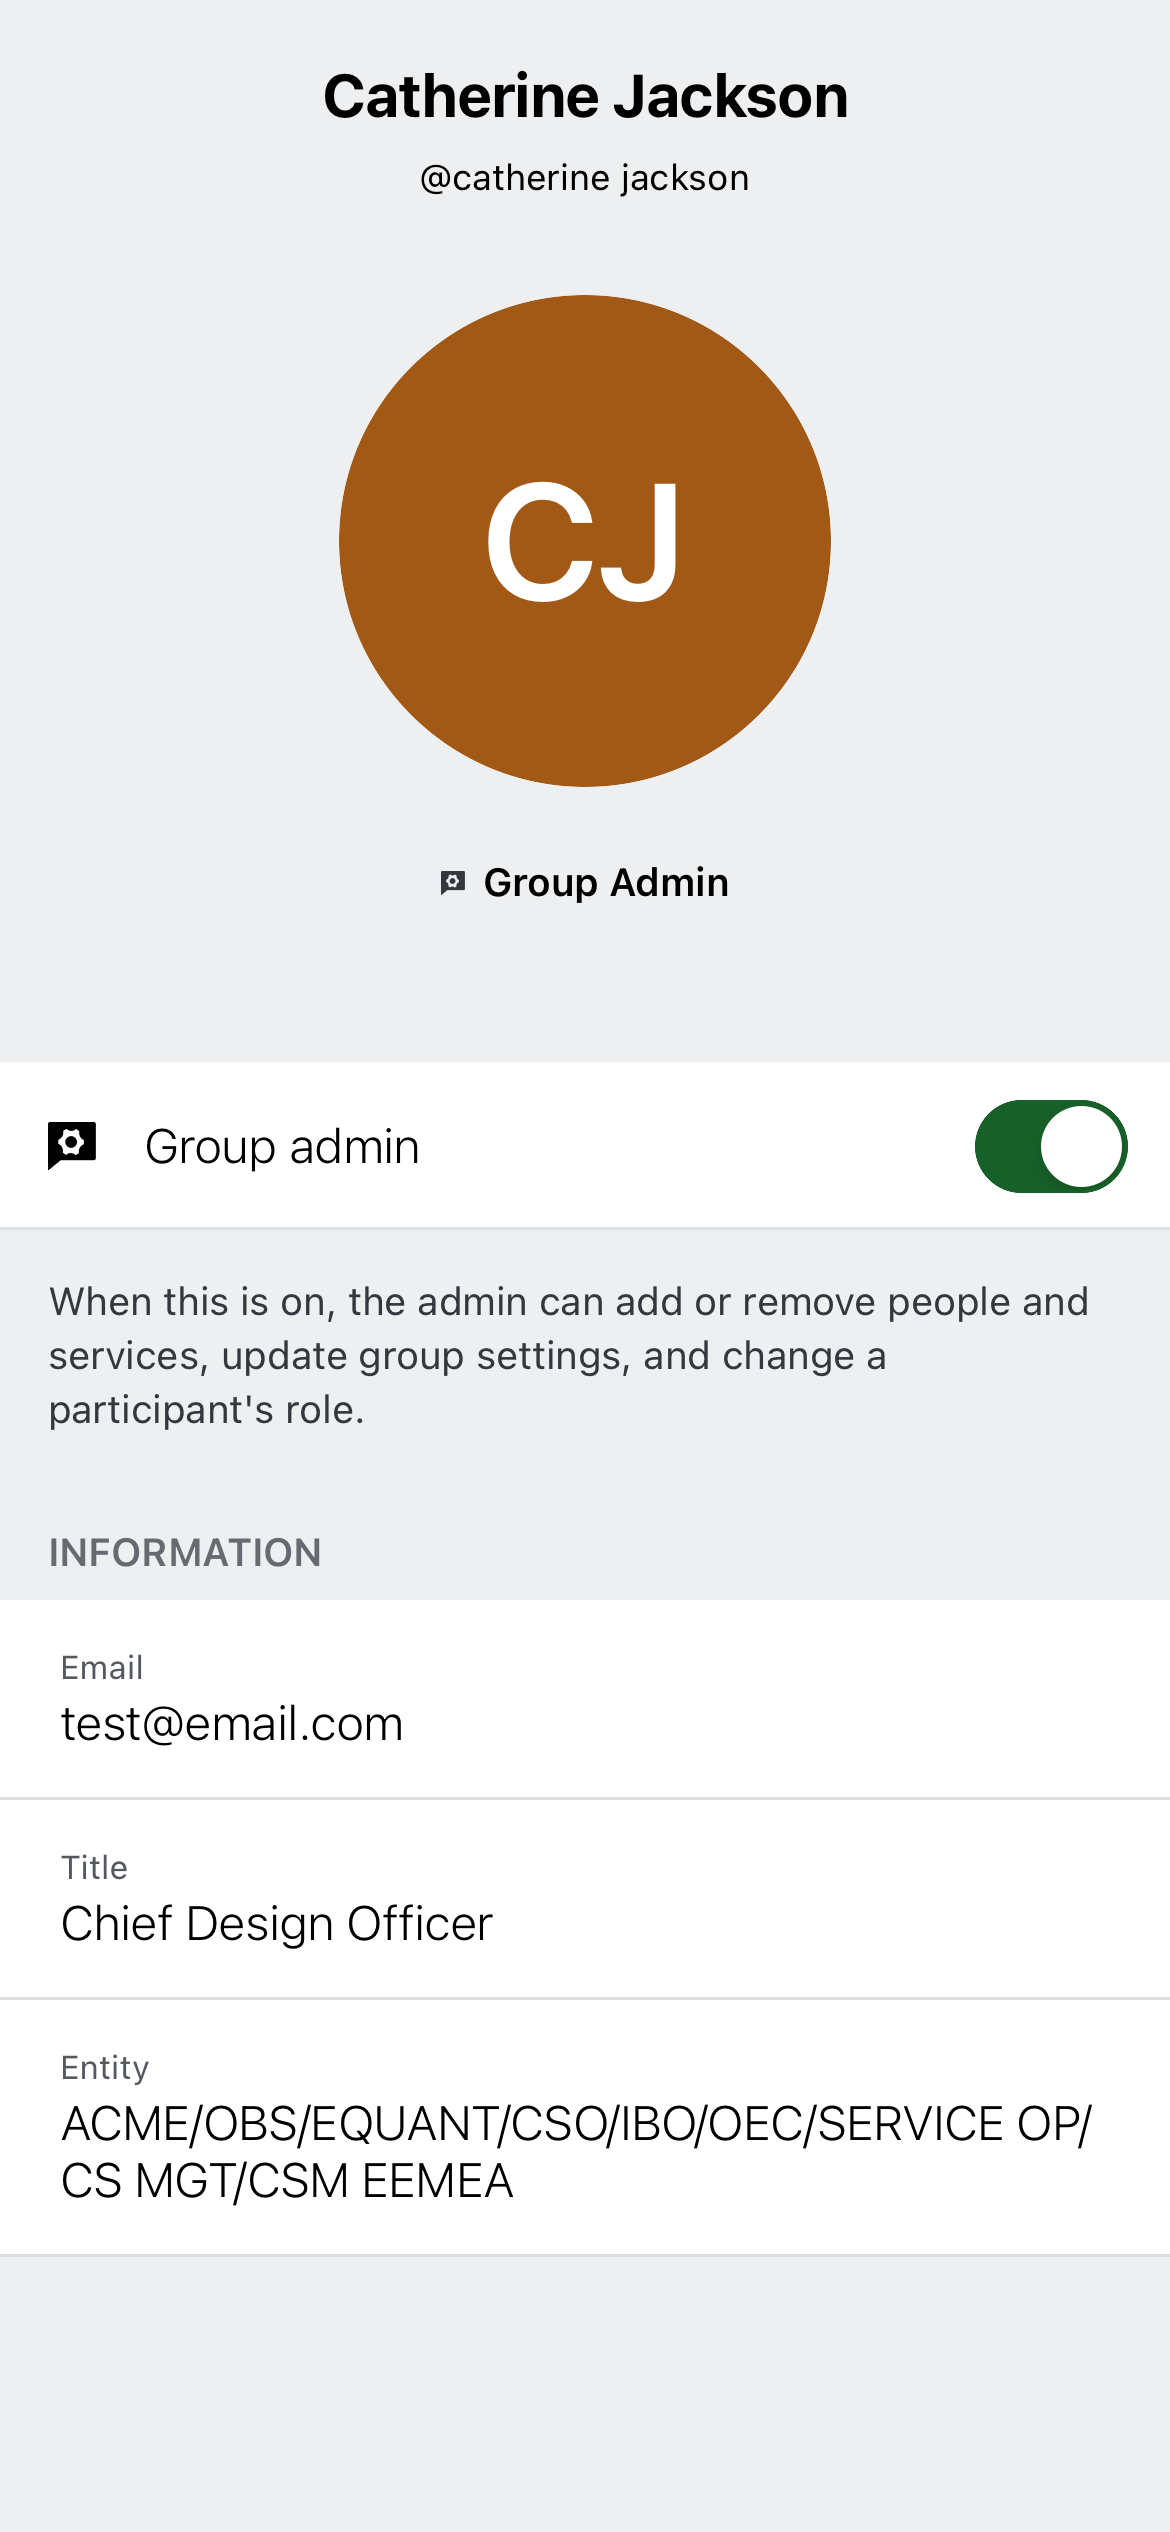 Catherine Jackson
@catherine jackson
CJ
Group Admin
Group admin
When this is on, the admin can add or remove people and
services, update group settings, and change a
participant's role.
INFORMATION
Email
test@email.com
Title
Chief Design Officer
Entity
ACME/OBS/EQUANT/CSO/IBO/OEC/SERVICE OP/
CS MGT/CSM EEMEA